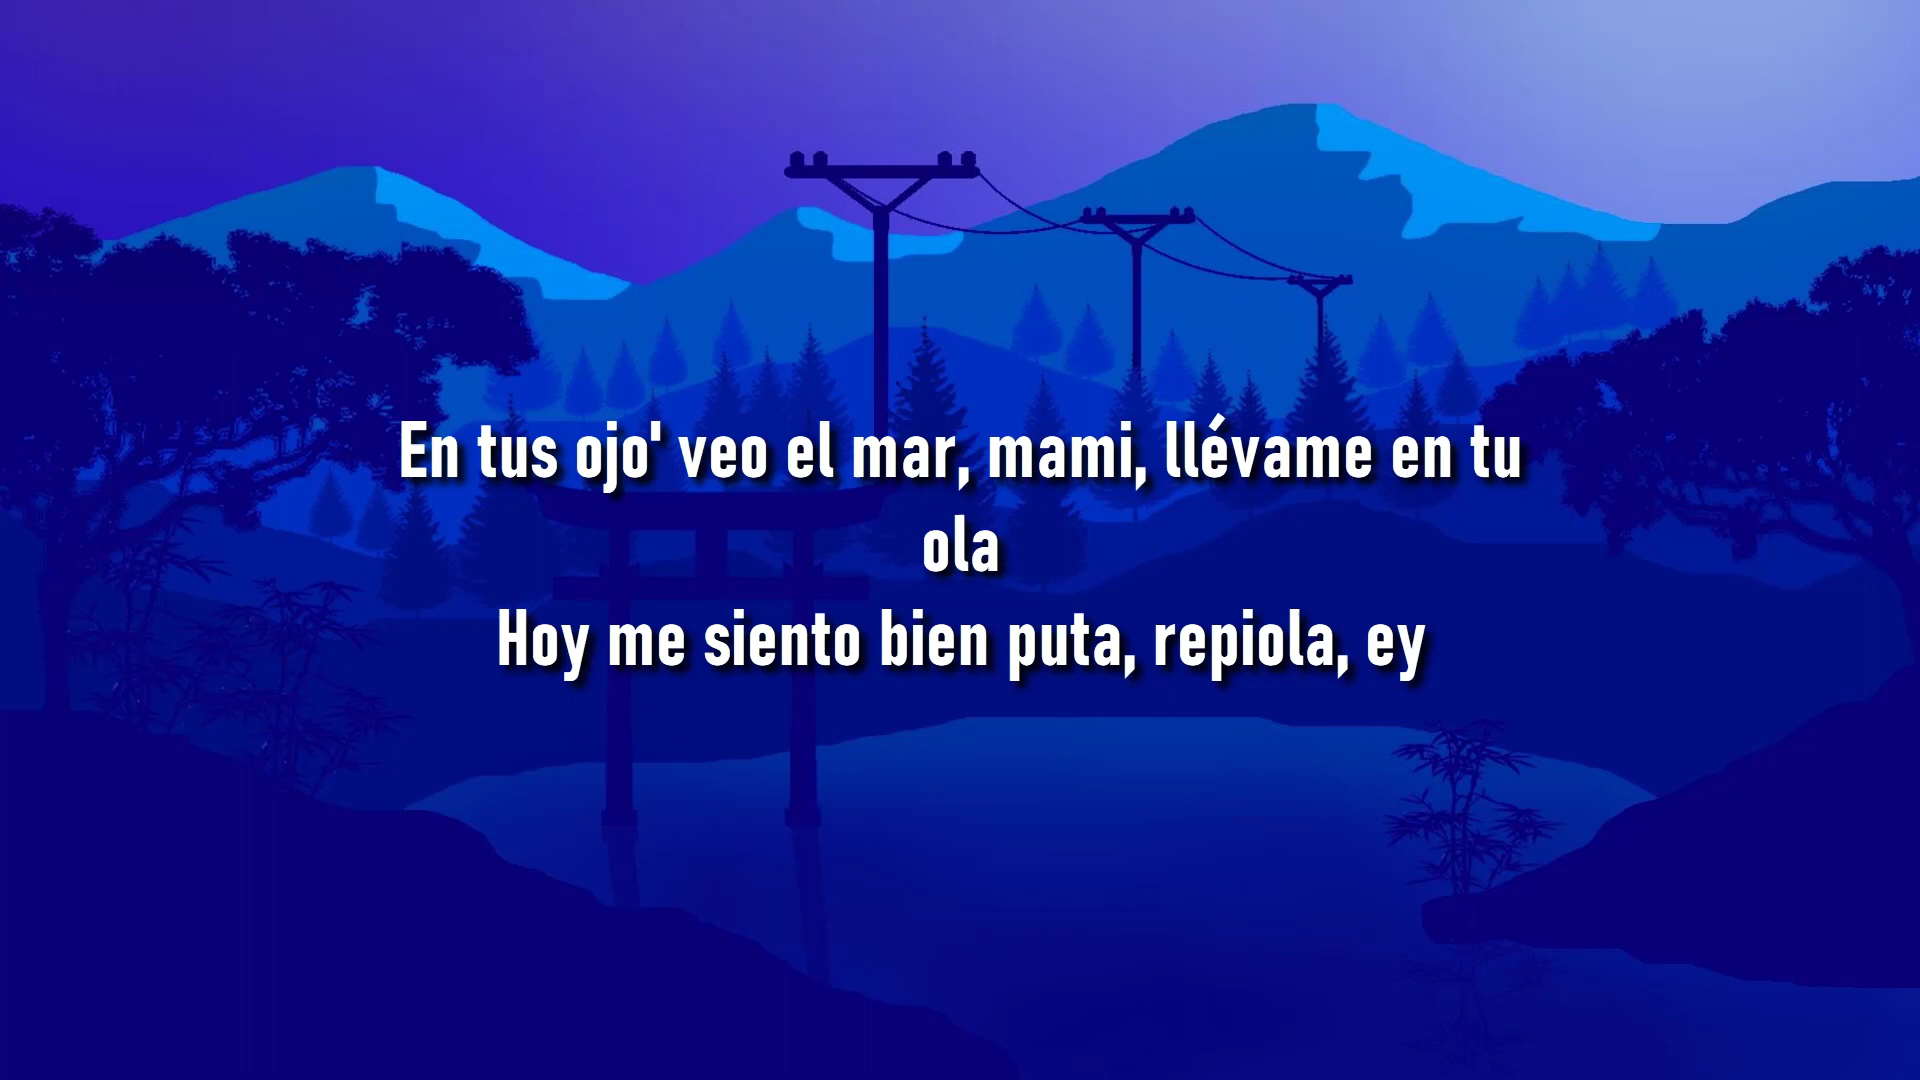 En tus ojo' veo el mar, mami, llévame en tu
ola
Hoy me siento bien puta, repiola, ey